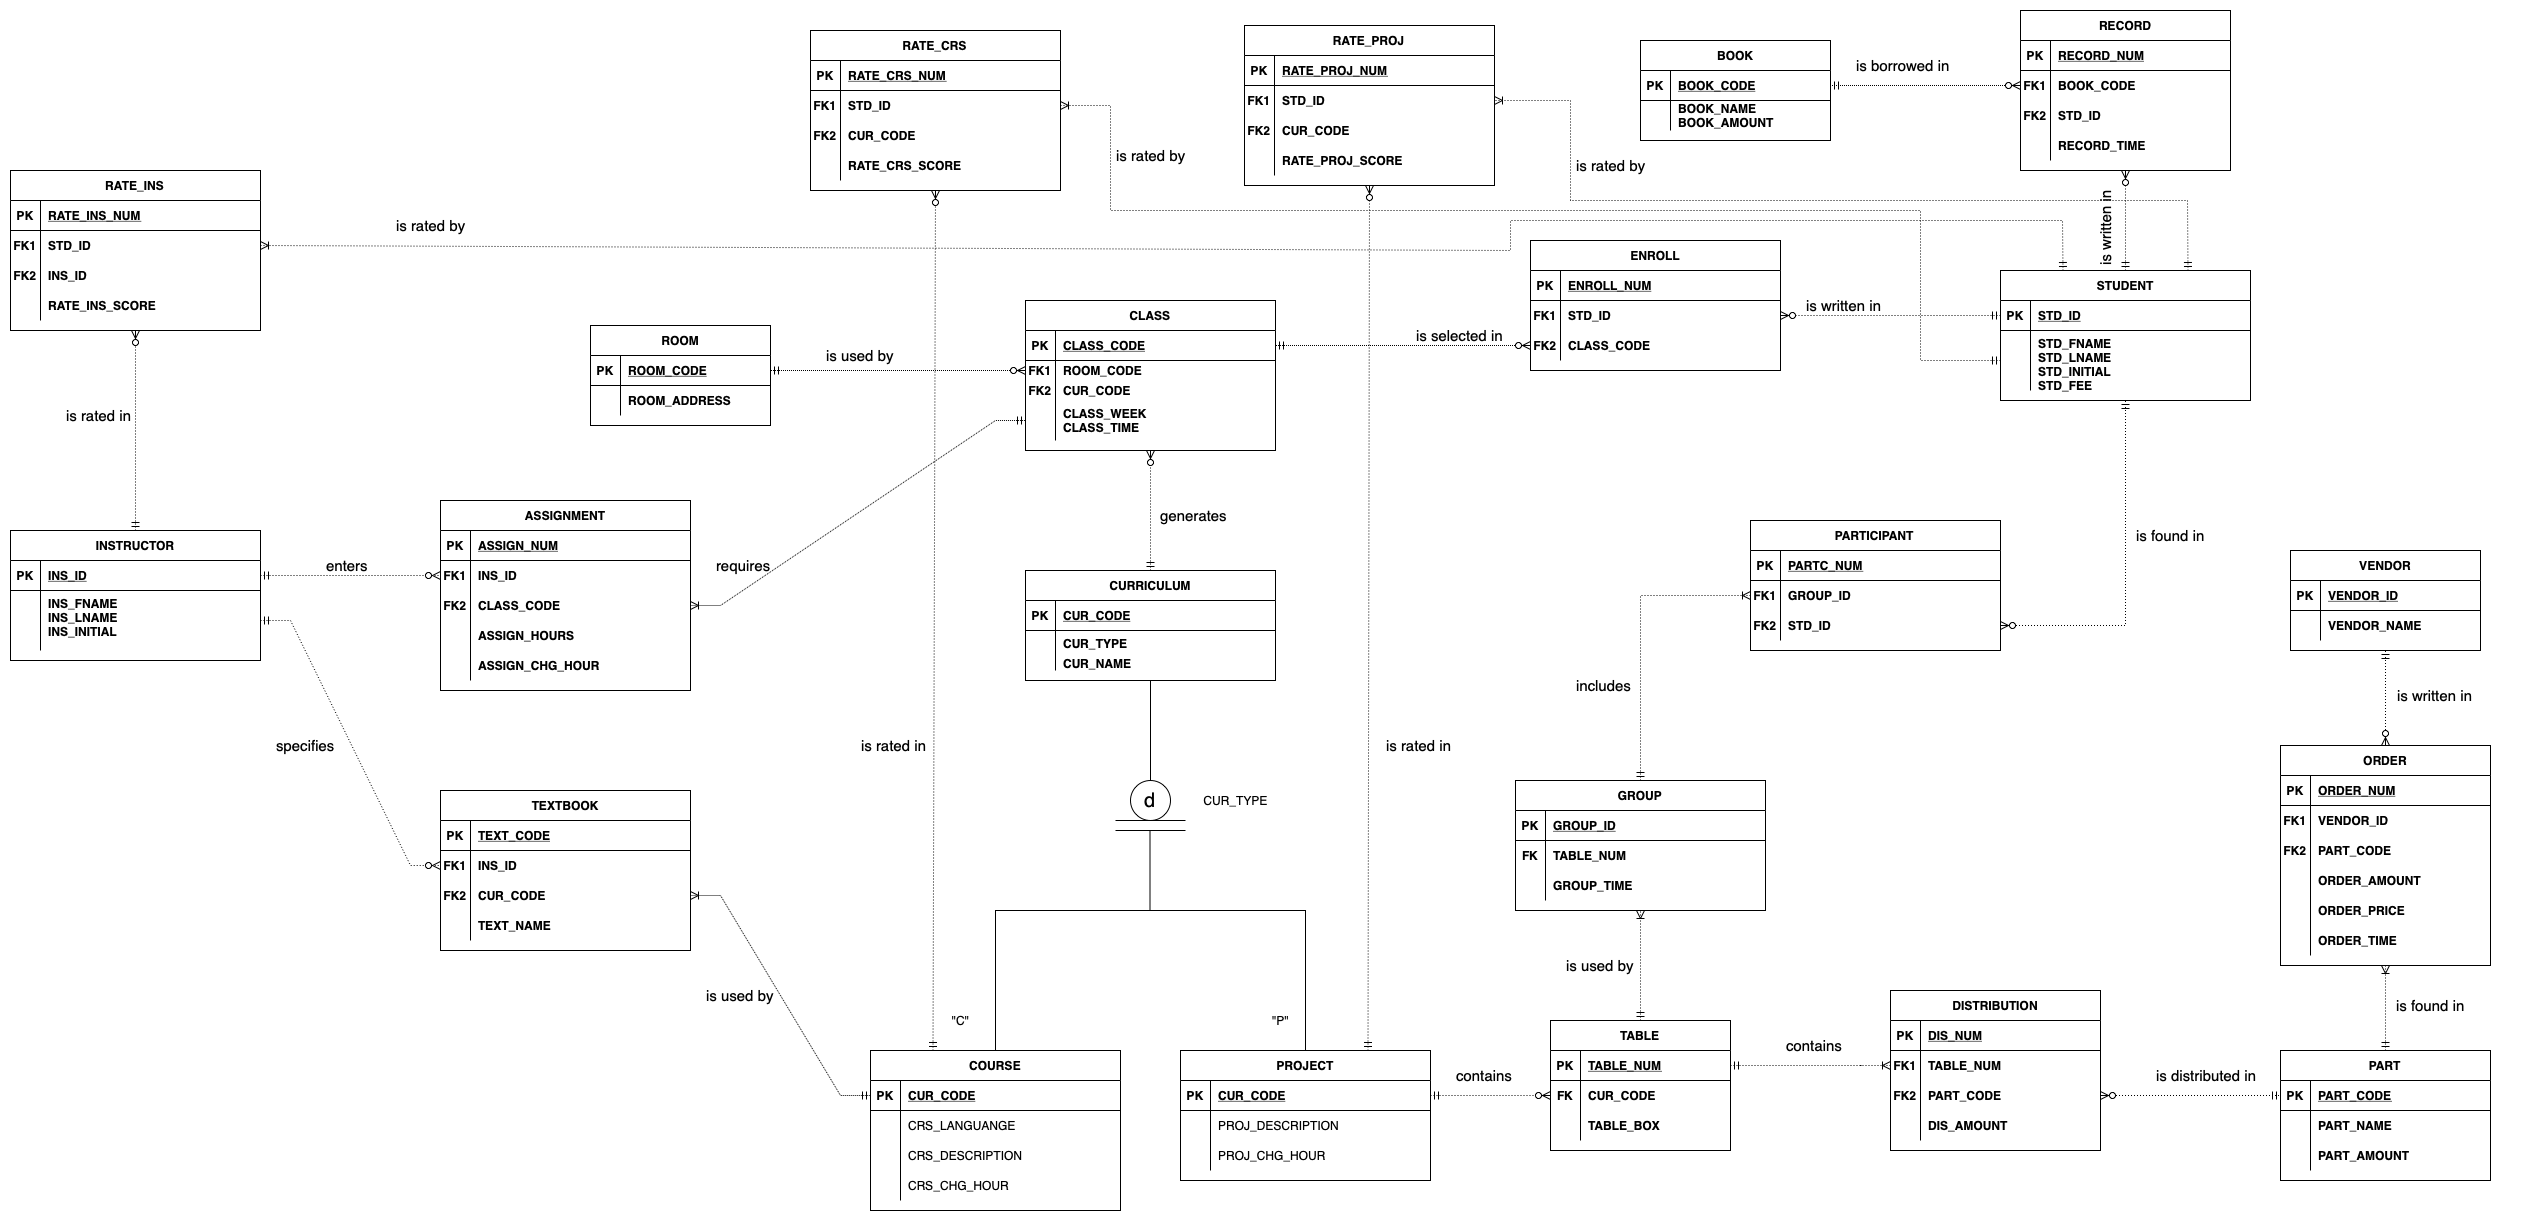 RATE_CRS
PK RATE_CRS_NUM
FK1 STD_ID
FK2 CUR_CODE
RATE_CRS_SCORE
RATE_PROJ
PK RATE_PROJ_NUM
FK1 STD_ID
FK2 CUR_CODE
RATE_PROJ_SCORE
BOOK
PK BOOK_CODE
BOOK_NAME
BOOK_AMOUNT
is borrowed in
RECORD
PK RECORD_NUM
FK1 BOOK_CODE
FK2 STD_ID
RECORD_TIME
is rated by
is rated by
is written in
RATE_INS
PK RATE_INS_NUM
FK1 STD_ID
FK2 INS_ID
RATE_INS_SCORE
is rated by
ENROLL
PK ENROLL_NUM
FK1 STD_ID
FK2 CLASS_CODE
is written in
STUDENT
PK STD_ID
STD_FNAME
STD_LNAME
STD_INITIAL
STD_FEE
ROOM
PK ROOM_CODE
ROOM_ADDRESS
is used by
CLASS
PK CLASS_CODE
FK1 ROOM_CODE
FK2 CUR_CODE
CLASS_WEEK
CLASS_TIME
is selected in
is rated in
generates
is found in
INSTRUCTOR
PK INS_ID
INS_FNAME
INS_LNAME
INS_INITIAL
enters
ASSIGNMENT
PK ASSIGN_NUM
FK1 INS_ID
FK2 CLASS_CODE
ASSIGN_HOURS
ASSIGN_CHG_HOUR
requires
CURRICULUM
PK CUR_CODE
CUR_TYPE
CUR_NAME
PARTICIPANT
PK PARTC_NUM
FK1 GROUP_ID
FK2 STD_ID
VENDOR
PK VENDOR_ID
VENDOR_NAME
includes
is written in
specifies
is rated in
is rated in
d
CUR_TYPE
TEXTBOOK
PK TEXT_CODE
FK1 INS_ID
FK2 CUR_CODE
TEXT_NAME
GROUP
PK GROUP_ID
FK TABLE_NUM
GROUP_TIME
ORDER
PK ORDER_NUM
FK1 VENDOR_ID
FK2 PART_CODE
ORDER_AMOUNT
ORDER_PRICE
ORDER_TIME
is used by
is used by
is found in
"C"
"P"
COURSE
PK CUR_CODE
CRS_LANGUANGE
CRS_DESCRIPTION
CRS_CHG_HOUR
PROJECT
PK CUR_CODE
PROJ_DESCRIPTION
PROJ_CHG_HOUR
contains
TABLE
PK TABLE_NUM
FK CUR_CODE
TABLE_BOX
contains
DISTRIBUTION
PK DIS_NUM
FK1 TABLE_NUM
FK2 PART_CODE
DIS_AMOUNT
is distributed in
PART
PK PART_CODE
PART_NAME
PART_AMOUNT